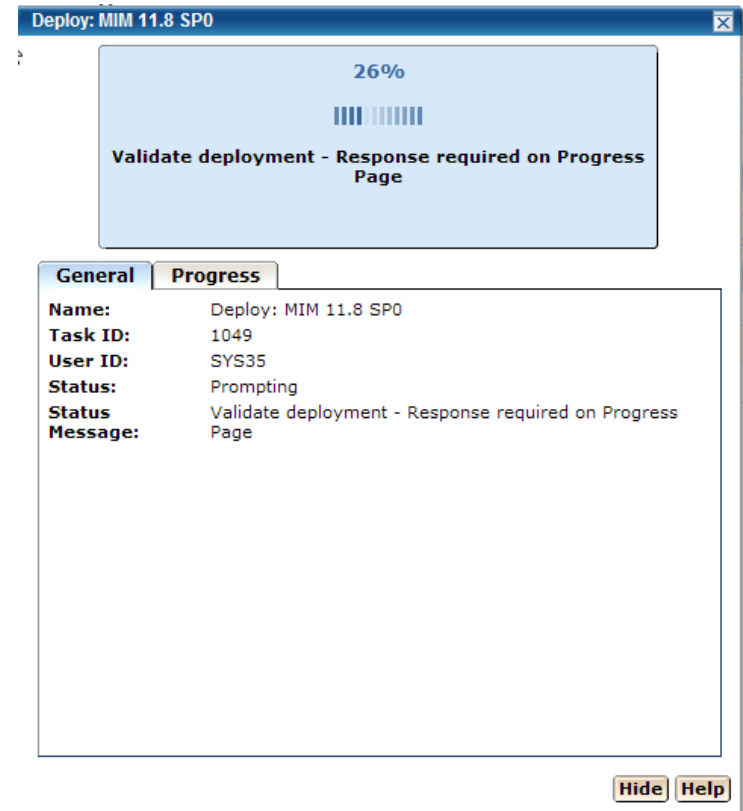 Deploy: MIM 11.8 SP0
26%
Validate deployment - Response required on Progress
Page
General Progress
Name: Deploy: MIM 11.8 SP0
Task ID: 1049
User ID: SYS35
Status: Prompting
Status Validate deployment - Response required on Progress
Message: Page
Hide Help